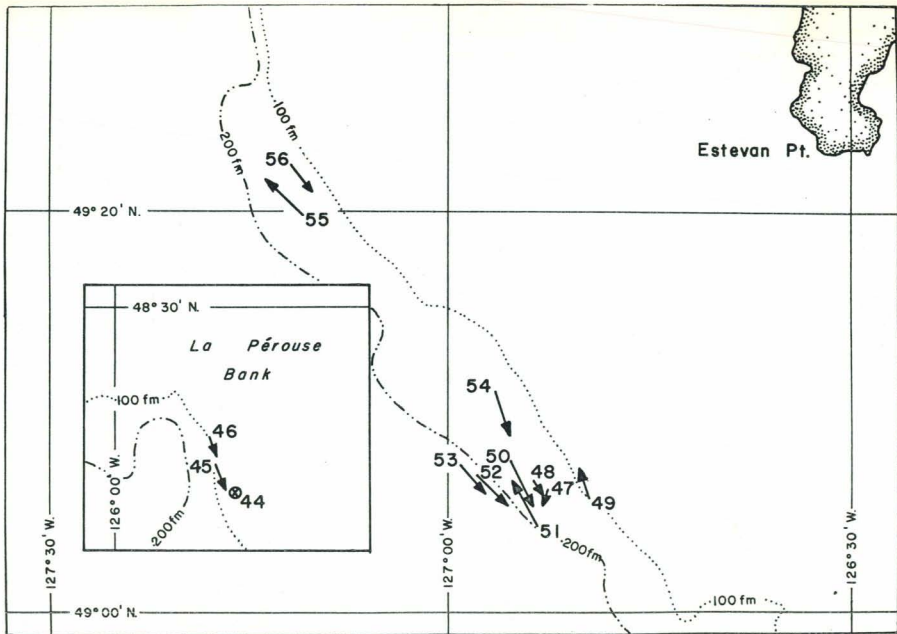 100 fm
200 fm
Estevan Pt.
56
49° 20' N.
55
48° 30' N.
La Pérouse
Bank
100 fm
54
46
53
52
50
48
45
47
44
49
126° 00' W.
200 fm
51
200 fm
127° 30' W.
127° 00' W.
126° 30' W.
100 fm
49° 00' N.